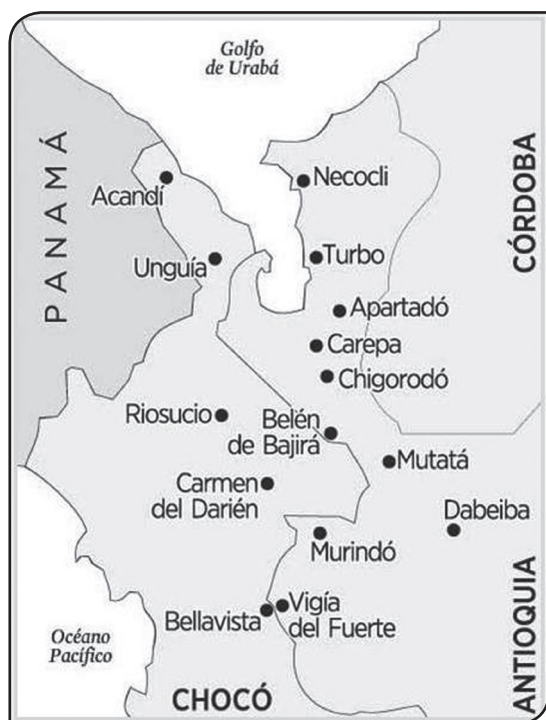 Golfo
de Urabá
PANAMÁ
CÓRDOBA
Acandí
Necocli
Unguía
Turbo
Apartadó
Carepa
Chigorodó
Riosucio
Belén
de Bajirá
Mutatá
Carmen
del Darién
Dabeiba
Murindó
Bellavista
Vigía
del Fuerte
Océano
Pacífico
CHOCÓ
ANTIOQUIA